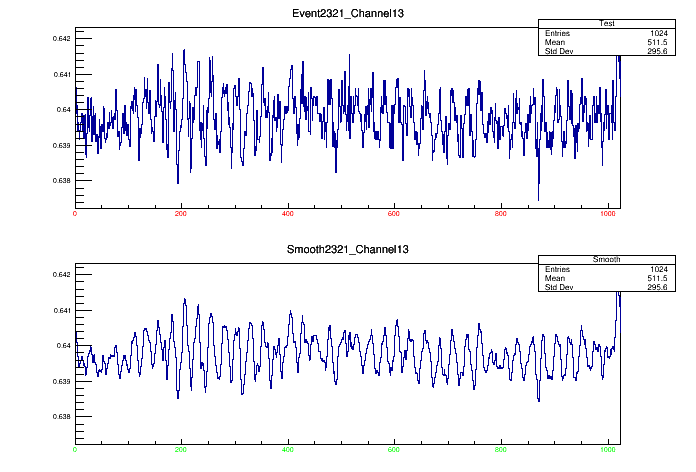 Event2321_Channel13
Test
Entries 1024
Mean 511.5
Std Dev 295.6
0.642
0.641
0.64
0.639
0.638
0 200 400 600 800 1000
Smooth2321_Channel13
Smooth
Entries 1024
Mean 511.5
Std Dev 295.6
0.642
0.641
0.64
0.639
0.638
0 200 400 600 800 1000